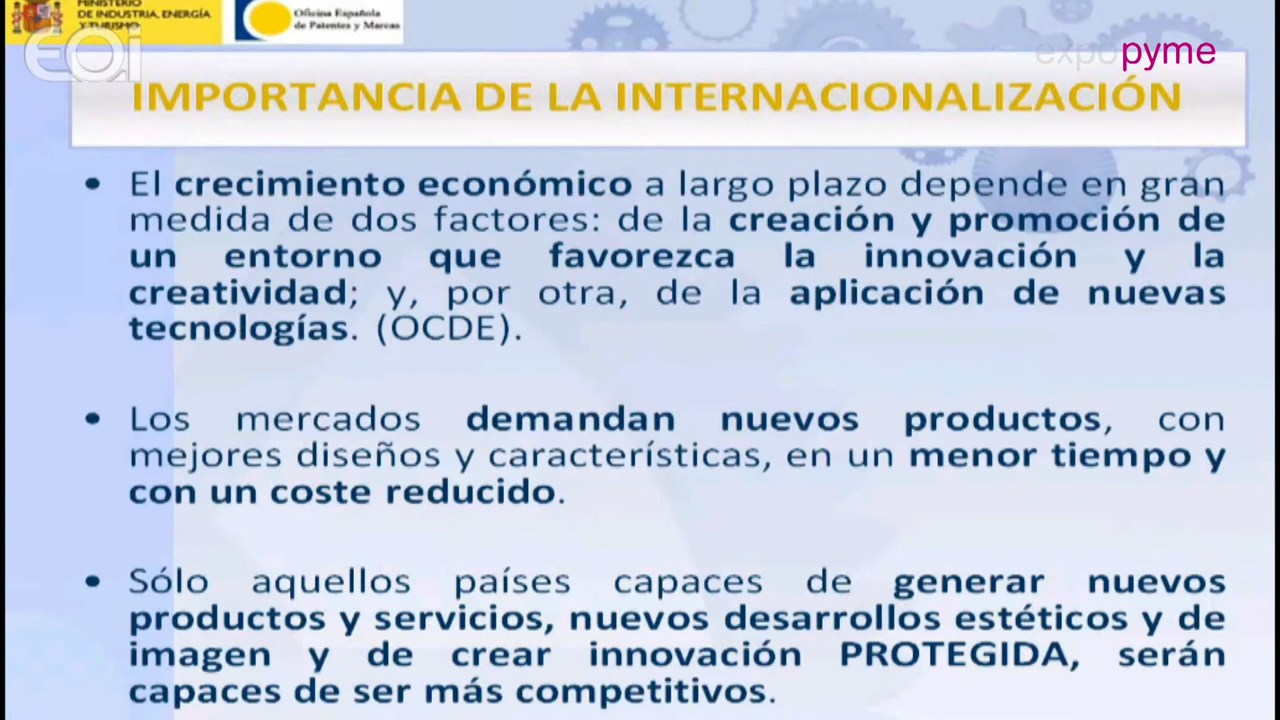 MINISTERIO
DE INDUSTRIA, ENERGÍA
Y TURISMO
Oficina Española
de Patentes y Marcas
EOi
expopyme
IMPORTANCIA DE LA INTERNACIONALIZACIÓN
• El crecimiento económico a largo plazo depende en gran
medida de dos factores: de la creación y promoción de
un entorno que favorezca la innovación y la
creatividad; y, por otra, de la aplicación de nuevas
tecnologías. (OCDE).
• Los mercados demandan nuevos productos, con
mejores diseños y características, en un menor tiempo y
con un coste reducido.
• Sólo aquellos países capaces de generar nuevos
productos y servicios, nuevos desarrollos estéticos y de
imagen y de crear innovación PROTEGIDA, serán
capaces de ser más competitivos.